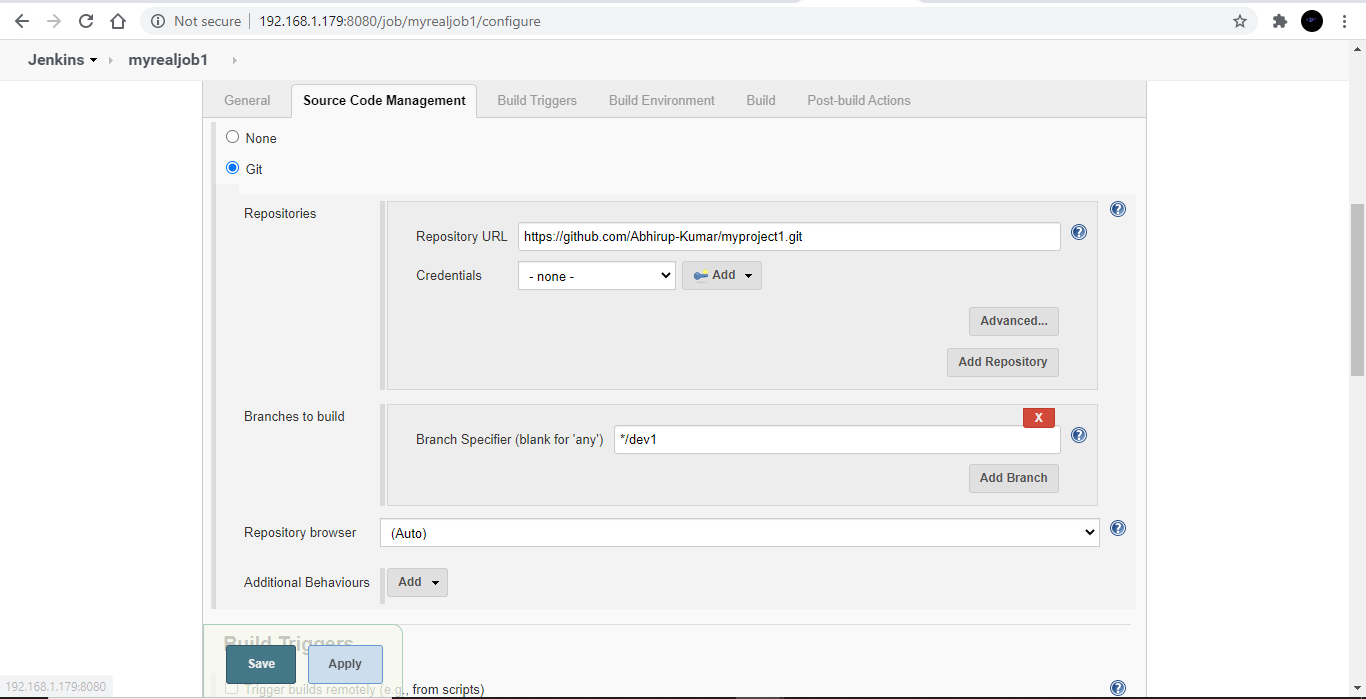 Not secure 192.168.1.179:8080/job/myrealjob1/configure
Jenkins myrealjob1
General Source Code Management Build Triggers Build Environment Build Post-build Actions
None
Git
Repositories
Repository URL https://github.com/Abhirup-Kumar/myproject1.git
Credentials - none - Add
Advanced...
Add Repository
Branches to build
X
Branch Specifier (blank for 'any') */dev1
Add Branch
Repository browser (Auto)
Additional Behaviours Add
Build Triggers
Save Apply
192.168.1.179:8080
Trigger builds remotely (e.g., from scripts)